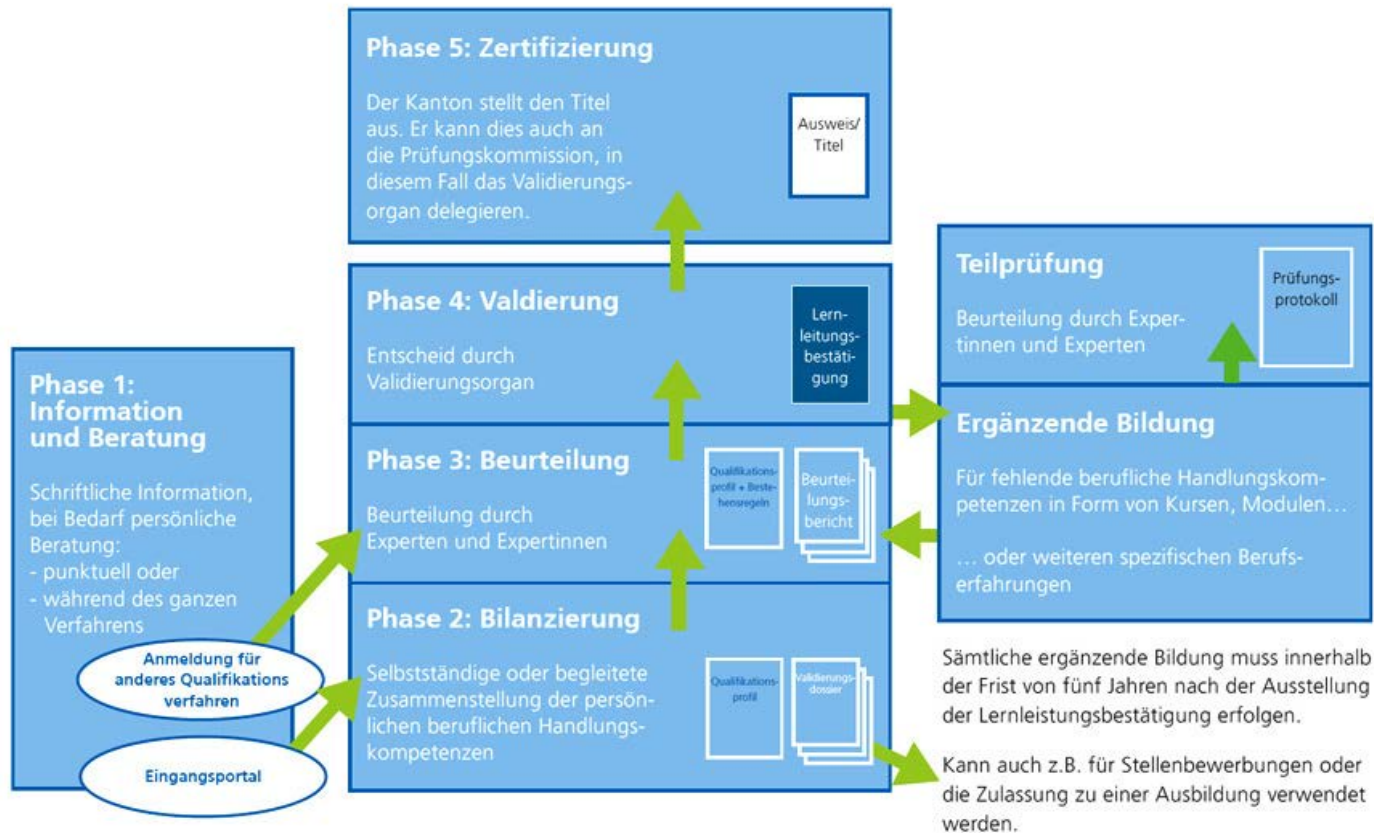 Phase 5: Zertifizierung
Der Kanton stellt den Titel
aus. Er kann dies auch an
die Prüfungskommission, in
diesem Fall das Validierungs-
organ delegieren.
Ausweis/
Titel
Phase 4: Valdierung
Entscheid durch
Validierungsorgan
Lern-
leitungs-
bestäti-
gung
Teilprüfung
Beurteilung durch Exper-
tinnen und Experten
Prüfungs-
protokoll
Phase 1:
Information
und Beratung
Schriftliche Information,
bei Bedarf persönliche
Beratung:
- punktuell oder
- während des ganzen
Verfahrens
Anmeldung für
anderes Qualifikations
verfahren
Eingangsportal
Phase 3: Beurteilung
Beurteilung durch
Experten und Expertinnen
Qualifikations-
profil + Beste-
hensregeln
Beurtei-
lungs-
bericht
Ergänzende Bildung
Für fehlende berufliche Handlungskom-
petenzen in Form von Kursen, Modulen...
... oder weiteren spezifischen Berufs-
erfahrungen
Phase 2: Bilanzierung
Selbstständige oder begleitete
Zusammenstellung der persön-
lichen beruflichen Handlungs-
kompetenzen
Qualifikations-
profil
Validierungs-
dossier
Sämtliche ergänzende Bildung muss innerhalb
der Frist von fünf Jahren nach der Ausstellung
der Lernleistungsbestätigung erfolgen.
Kann auch z.B. für Stellenbewerbungen oder
die Zulassung zu einer Ausbildung verwendet
werden.